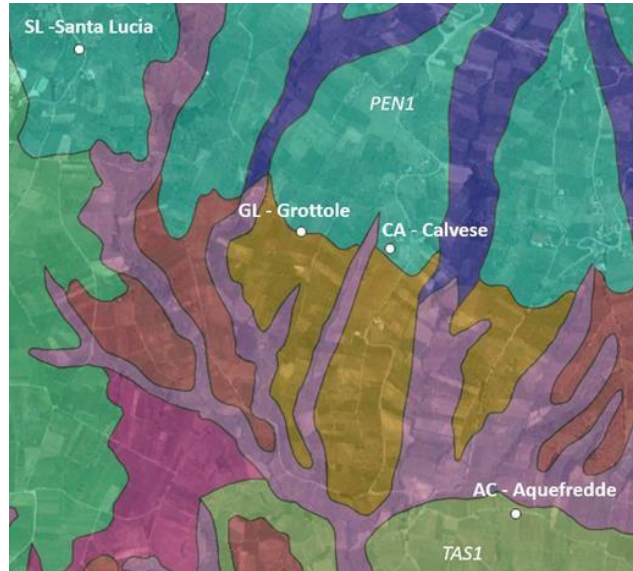 SL -Santa Lucia
PEN1
GL - Grottole
CA - Calvese
AC - Aquefredde
TAS1